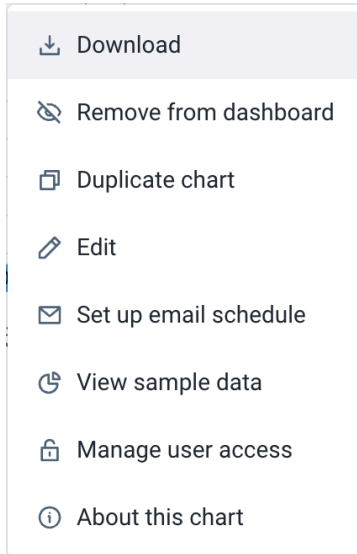 Download
Remove from dashboard
Duplicate chart
Edit
Set up email schedule
View sample data
Manage user access
About this chart